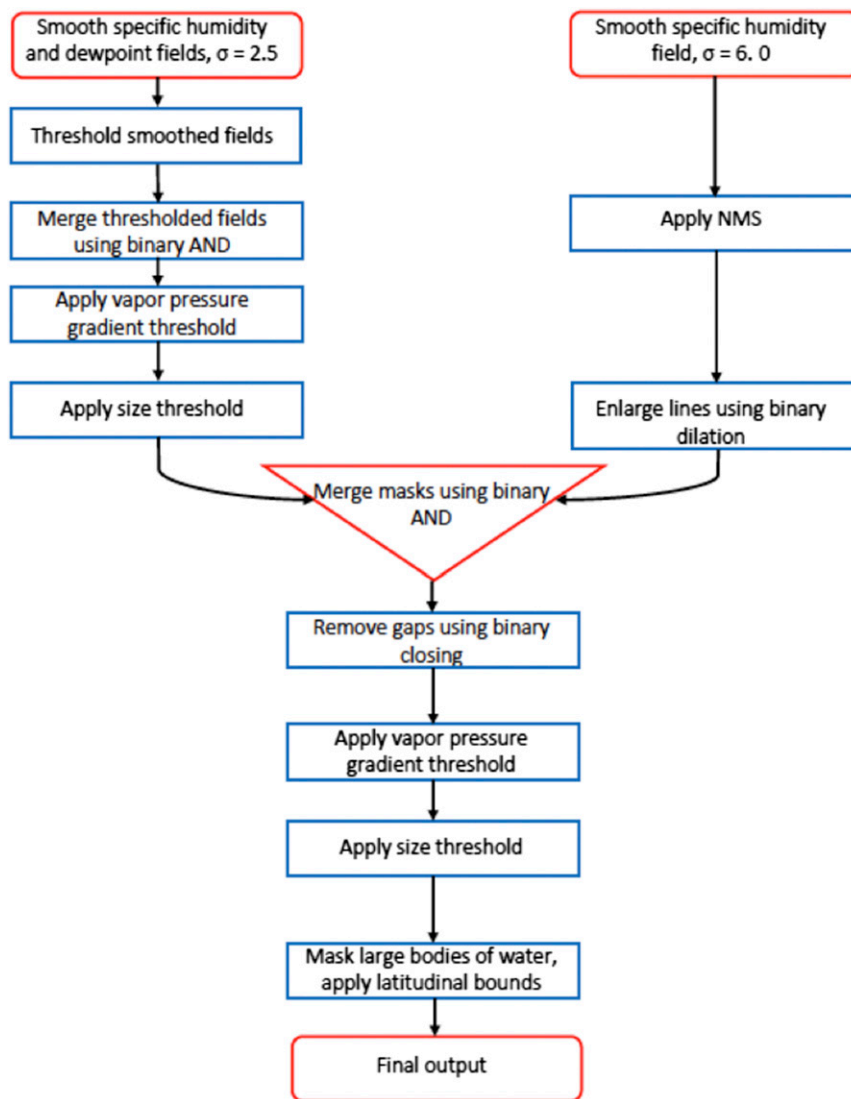 Smooth specific humidity
and dewpoint fields, σ = 2.5
Threshold smoothed fields
Merge thresholded fields
using binary AND
Apply vapor pressure
gradient threshold
Apply size threshold
Smooth specific humidity
field, σ = 6. 0
Apply NMS
Enlarge lines using binary
dilation
Merge masks using binary
AND
Remove gaps using binary
closing
Apply vapor pressure
gradient threshold
Apply size threshold
Mask large bodies of water,
apply latitudinal bounds
Final output